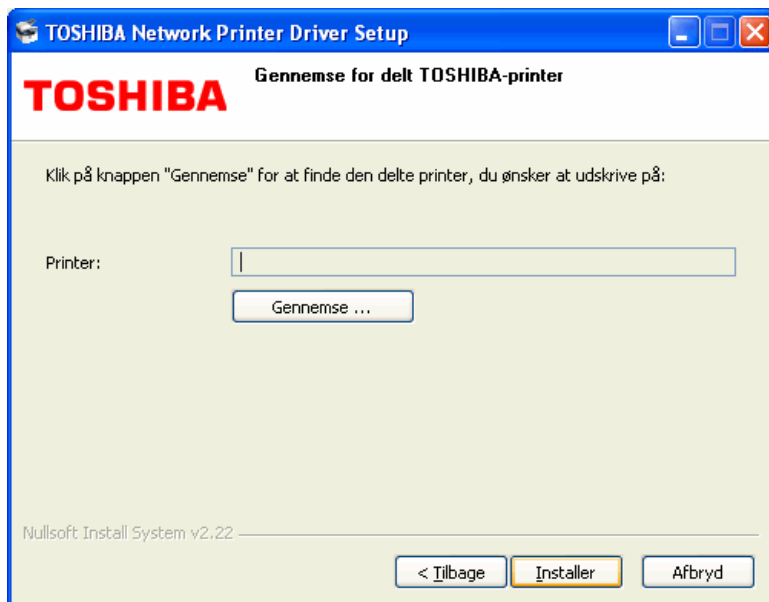 TOSHIBA Network Printer Driver Setup
Gennemse for delt TOSHIBA-printer
TOSHIBA
Klik på knappen "Gennemse" for at finde den delte printer, du ønsker at udskrive på:
Printer:
Gennemse ...
Nullsoft Install System v2.22
< Tilbage
Installer
Afbryd